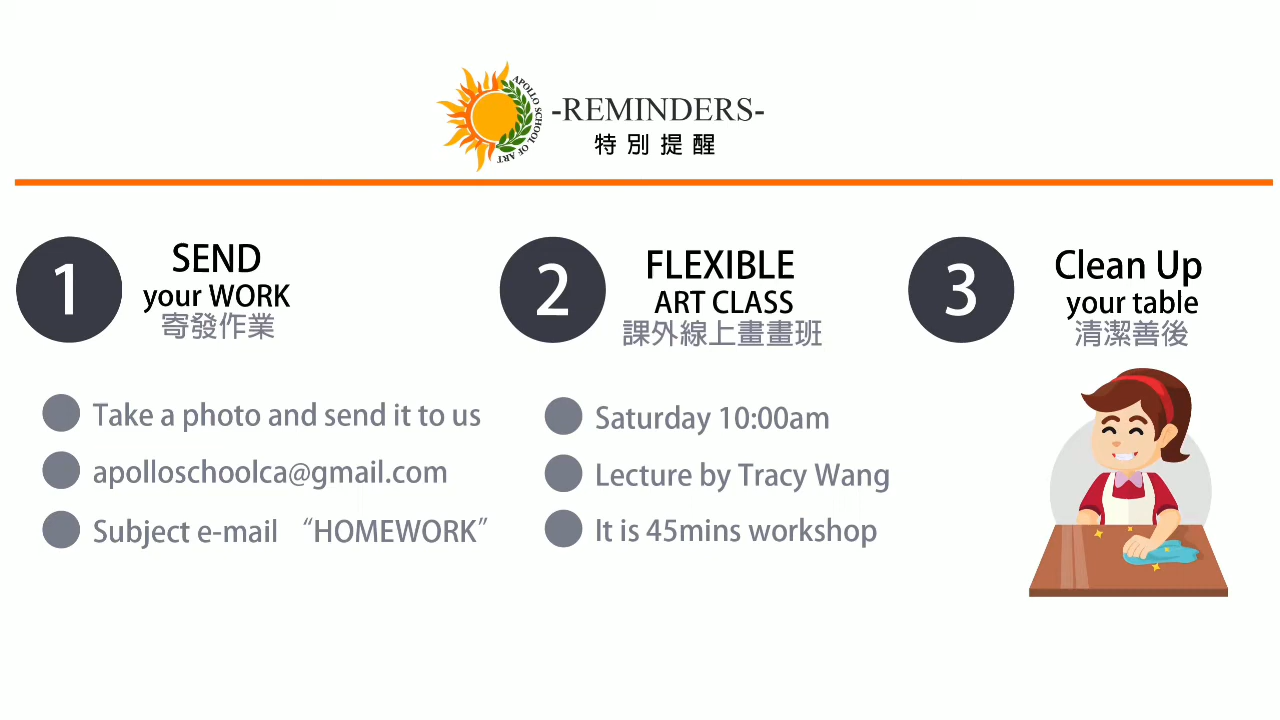 APOLLO SCHOOL OF ART
-REMINDERS-
特別提醒
1
SEND
your WORK
寄發作業
Take a photo and send it to us
apolloschoolca@gmail.com
Subject e-mail “HOMEWORK”
2
FLEXIBLE
ART CLASS
課外線上畫畫班
Saturday 10:00am
Lecture by Tracy Wang
It is 45mins workshop
3
Clean Up
your table
清潔善後